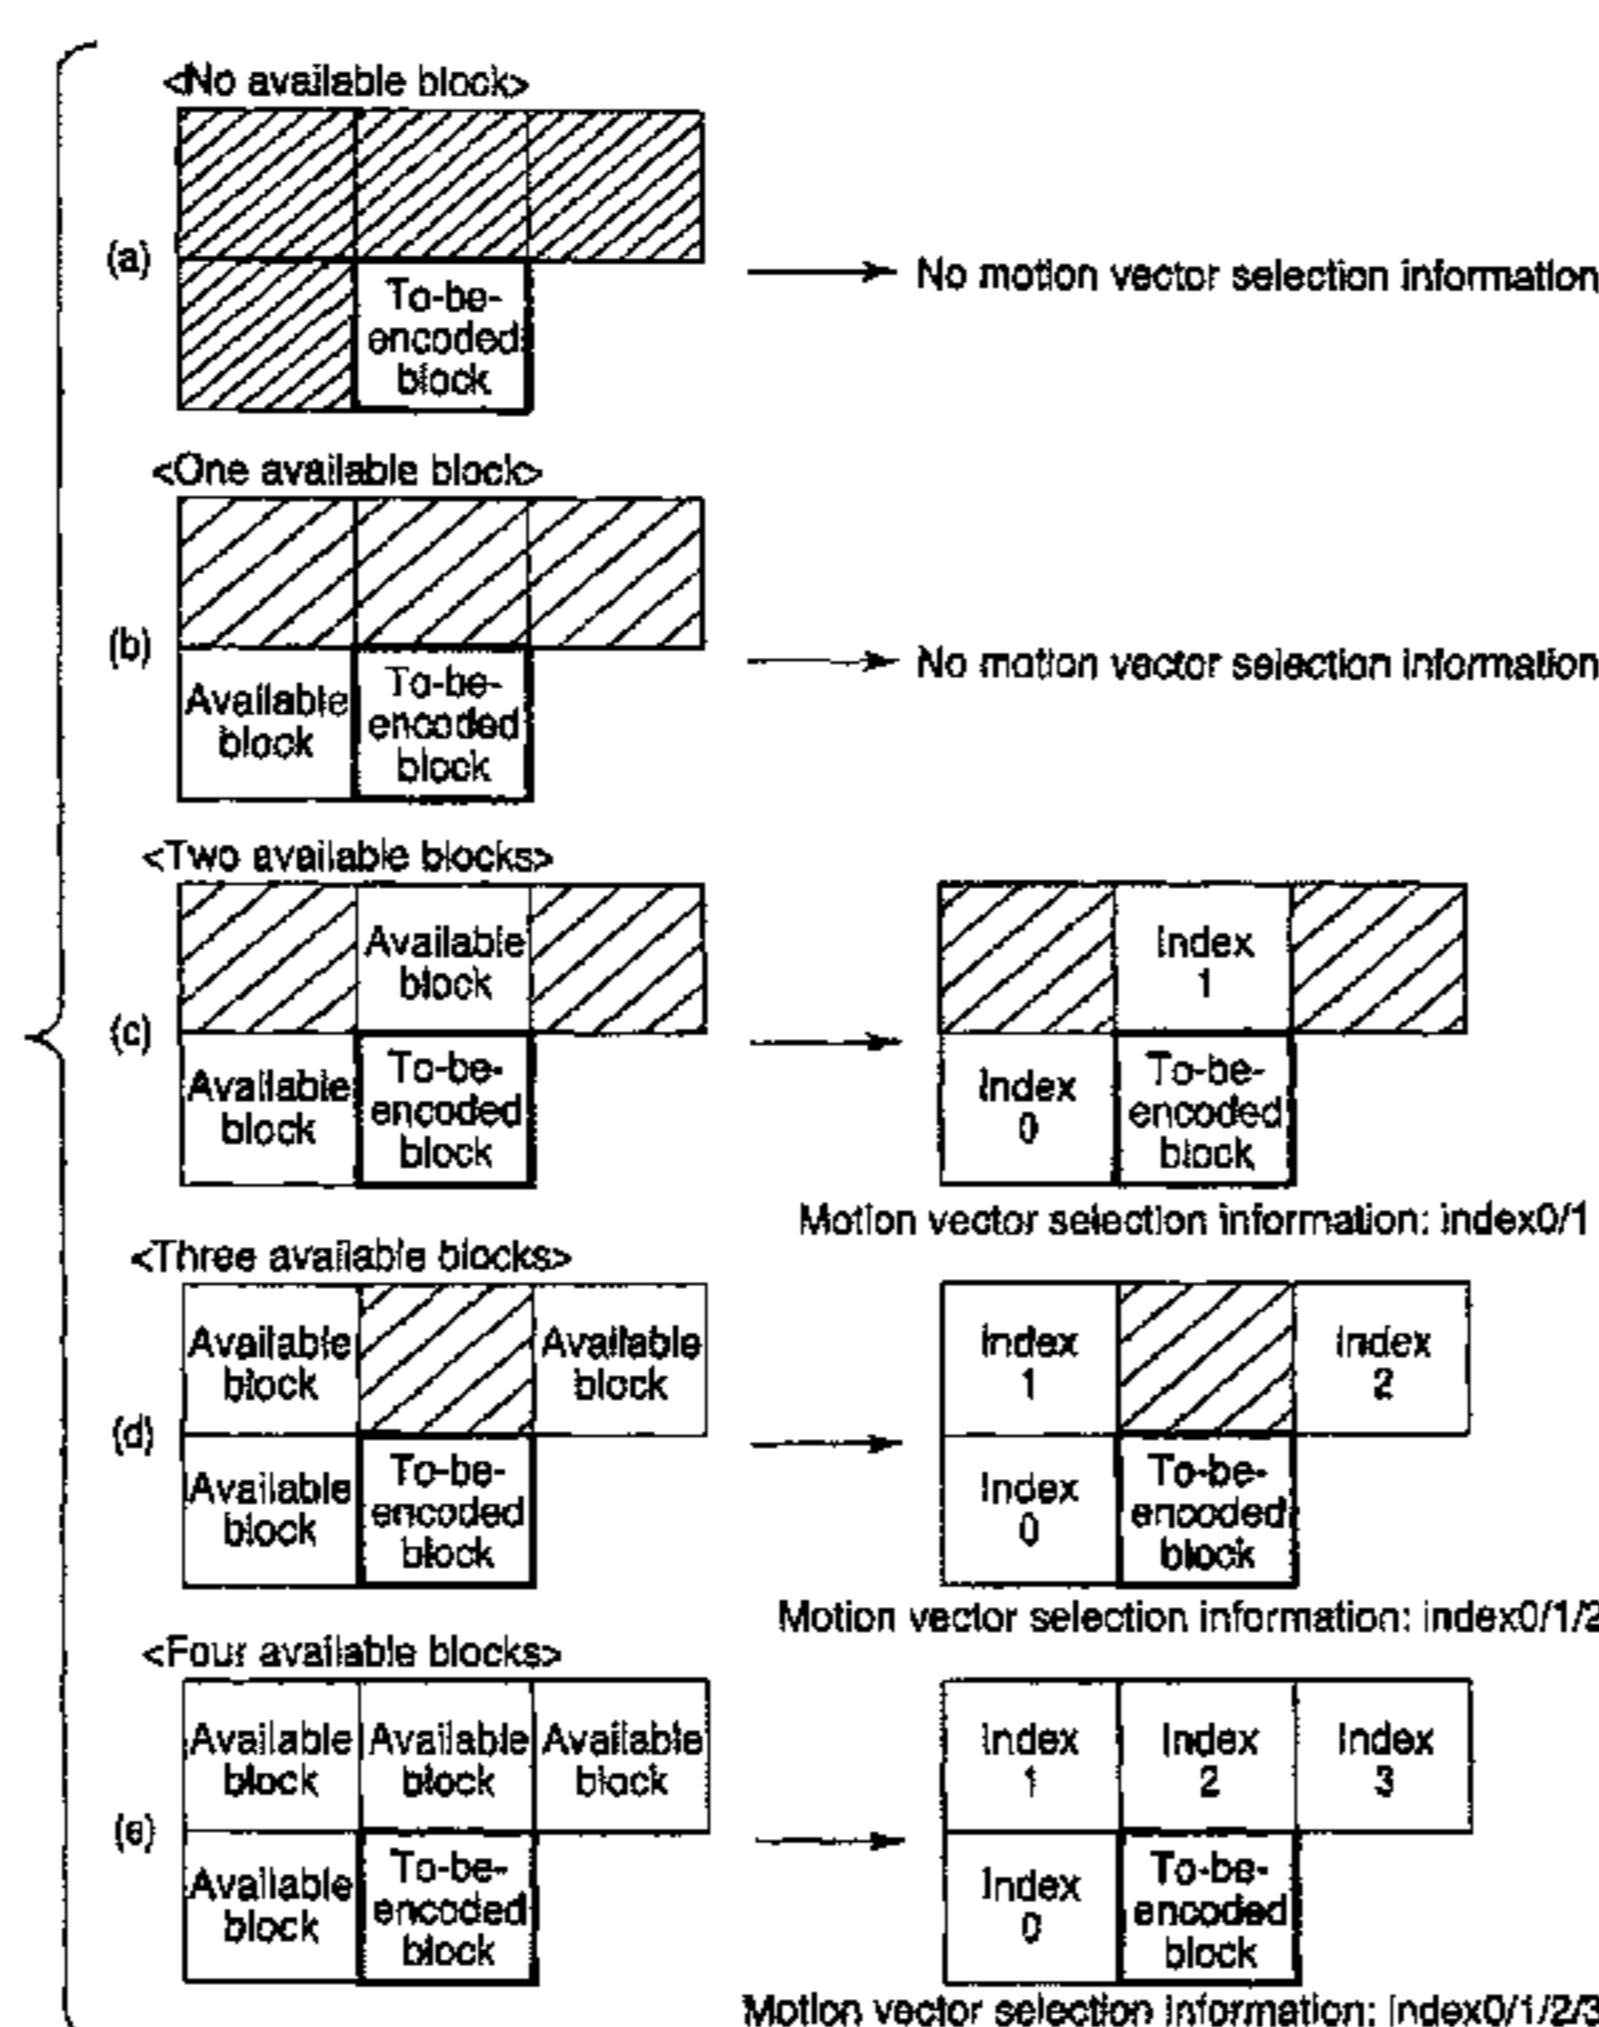 <No available block>
(a)
To-be-
encoded
block
No motion vector selection information
<One available block>
(b)
Available
block
To-be-
encoded
block
No motion vector selection information
<Two available blocks>
Available
block
(c)
Available
block
To-be-
encoded
block
Index
1
Index
0
To-be-
encoded
block
Motion vector selection information: index0/1
<Three available blocks>
Available
block
Available
block
(d)
Available
block
To-be-
encoded
block
Index
1
Index
2
Index
0
To-be-
encoded
block
Motion vector selection information: index0/1/2
<Four available blocks>
Available
block
Available
block
Available
block
(e)
Available
block
To-be-
encoded
block
Index
1
Index
2
Index
3
Index
0
To-be-
encoded
block
Motion vector selection information: index0/1/2/3